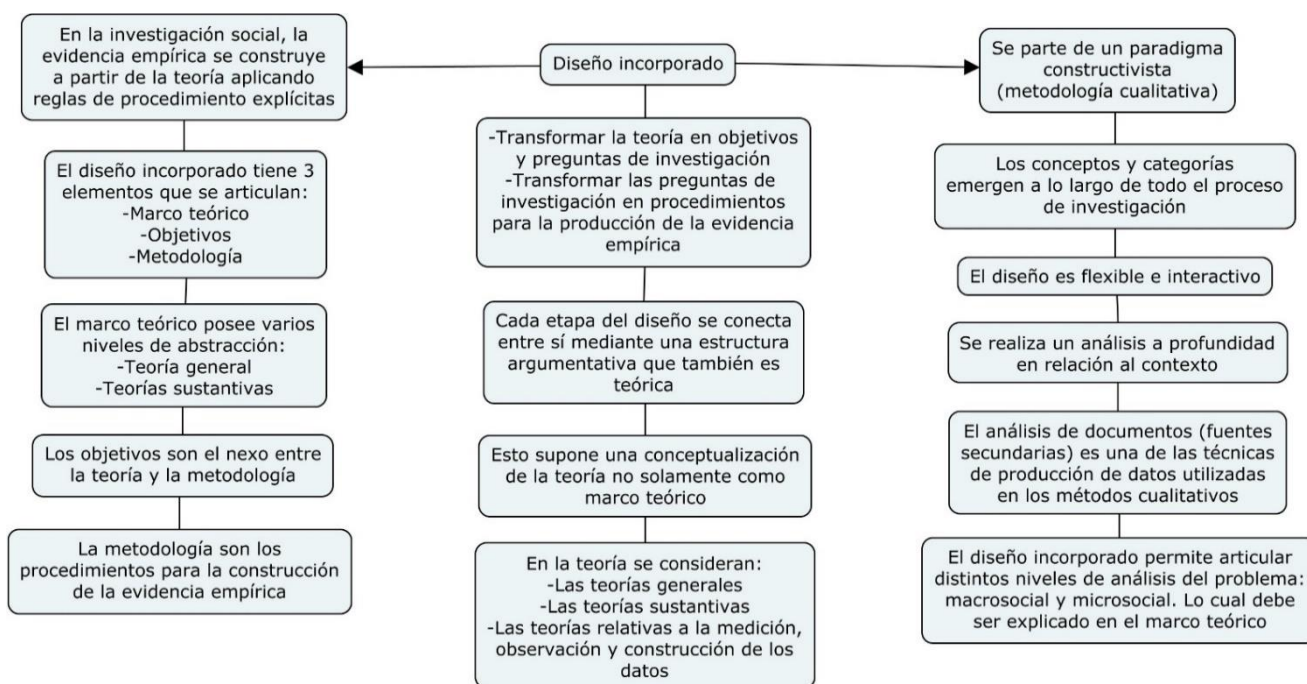 En la investigación social, la
evidencia empírica se construye
a partir de la teoría aplicando
reglas de procedimiento explícitas
El diseño incorporado tiene 3
elementos que se articulan:
-Marco teórico
-Objetivos
-Metodología
El marco teórico posee varios
niveles de abstracción:
-Teoría general
-Teorías sustantivas
Los objetivos son el nexo entre
la teoría y la metodología
La metodología son los
procedimientos para la construcción
de la evidencia empírica
Diseño incorporado
-Transformar la teoría en objetivos
y preguntas de investigación
-Transformar las preguntas de
investigación en procedimientos
para la producción de la evidencia
empírica
Cada etapa del diseño se conecta
entre sí mediante una estructura
argumentativa que también es
teórica
Esto supone una conceptualización
de la teoría no solamente como
marco teórico
En la teoría se consideran:
-Las teorías generales
-Las teorías sustantivas
-Las teorías relativas a la medición,
observación y construcción de los
datos
Se parte de un paradigma
constructivista
(metodología cualitativa)
Los conceptos y categorías
emergen a lo largo de todo el proceso
de investigación
El diseño es flexible e interactivo
Se realiza un análisis a profundidad
en relación al contexto
El análisis de documentos (fuentes
secundarias) es una de las técnicas
de producción de datos utilizadas
en los métodos cualitativos
El diseño incorporado permite articular
distintos niveles de análisis del problema:
macrosocial y microsocial. Lo cual debe
ser explicado en el marco teórico